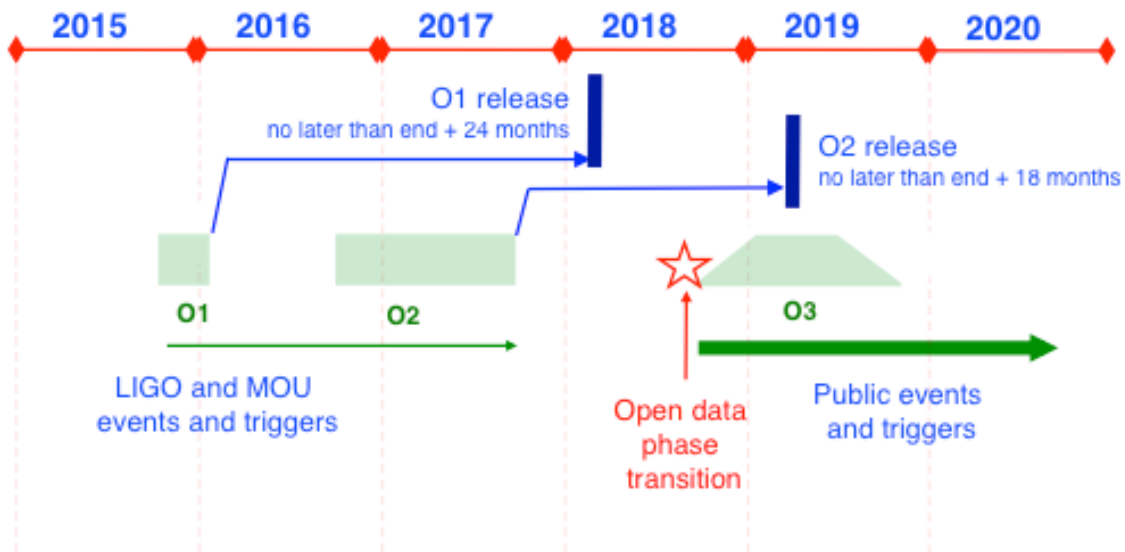 2015 2016 2017 2018 2019 2020
O1 release
no later than end + 24 months
O2 release
no later than end + 18 months
O1 O2 O3
LIGO and MOU
events and triggers
Open data
phase
transition
Public events
and triggers